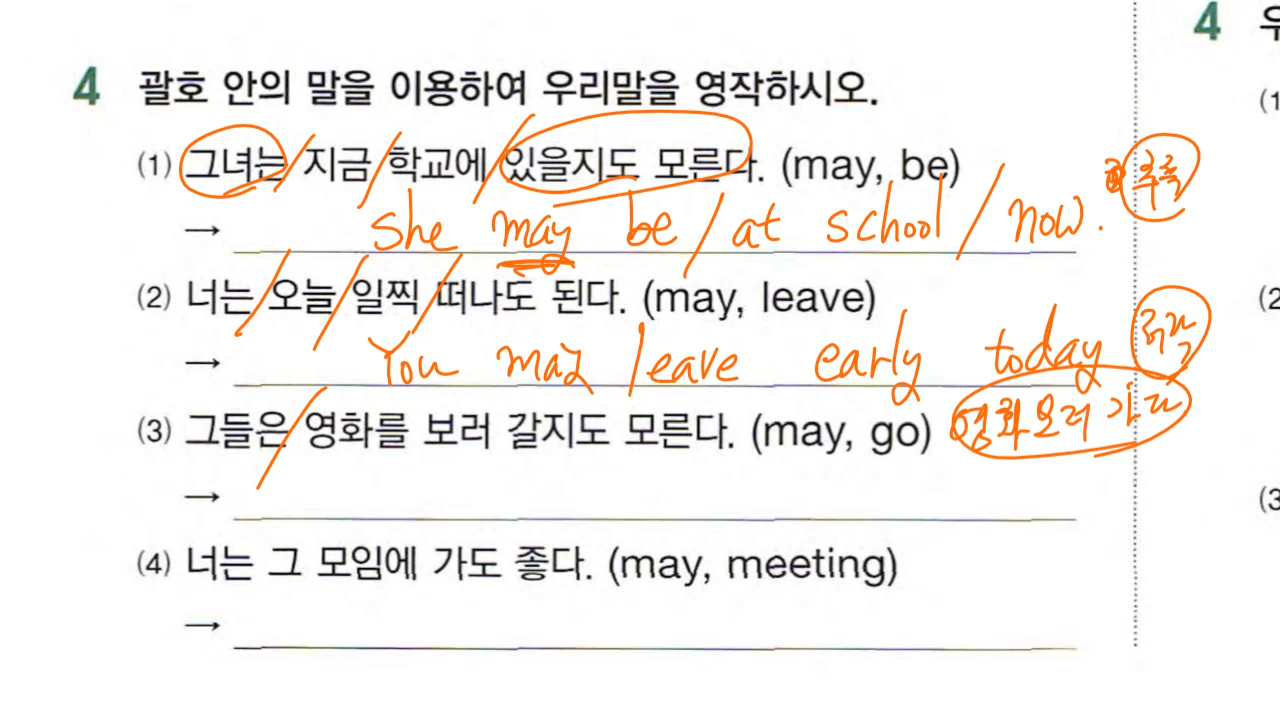 4 괄호 안의 말을 이용하여 우리말을 영작하시오.
(1) 그녀는 지금 학교에 있을지도 모른다. (may, be)
추측
→ she may be at school now.
(2) 너는 오늘 일찍 떠나도 된다. (may, leave)
허락
→ You may leave early today
(3) 그들은 영화를 보러 갈지도 모른다. (may, go)
영화 보러 가다
→
(4) 너는 그 모임에 가도 좋다. (may, meeting)
→
4
(1
(2
(3